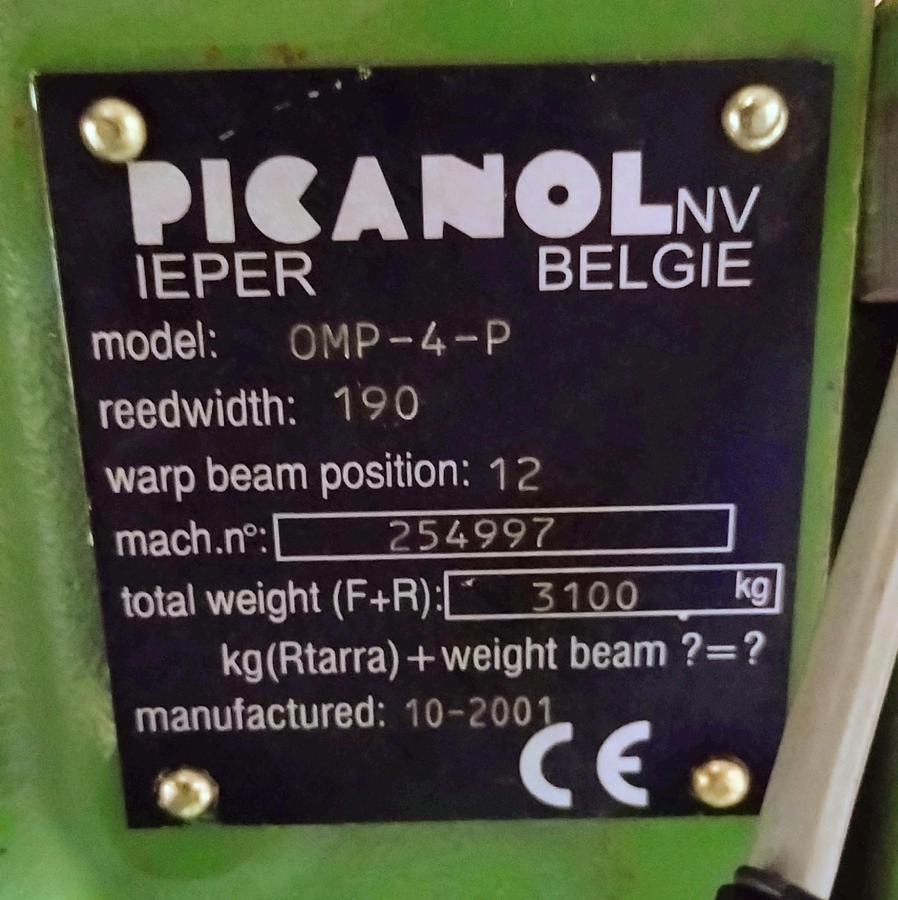 PICANOL NV
IEPER BELGIE
model: OMP-4-P
reedwidth: 190
warp beam position: 12
mach.nº: 254997
total weight (F+R): 3100 kg
kg(Rtarra)+weight beam ?=?
manufactured: 10-2001
CE